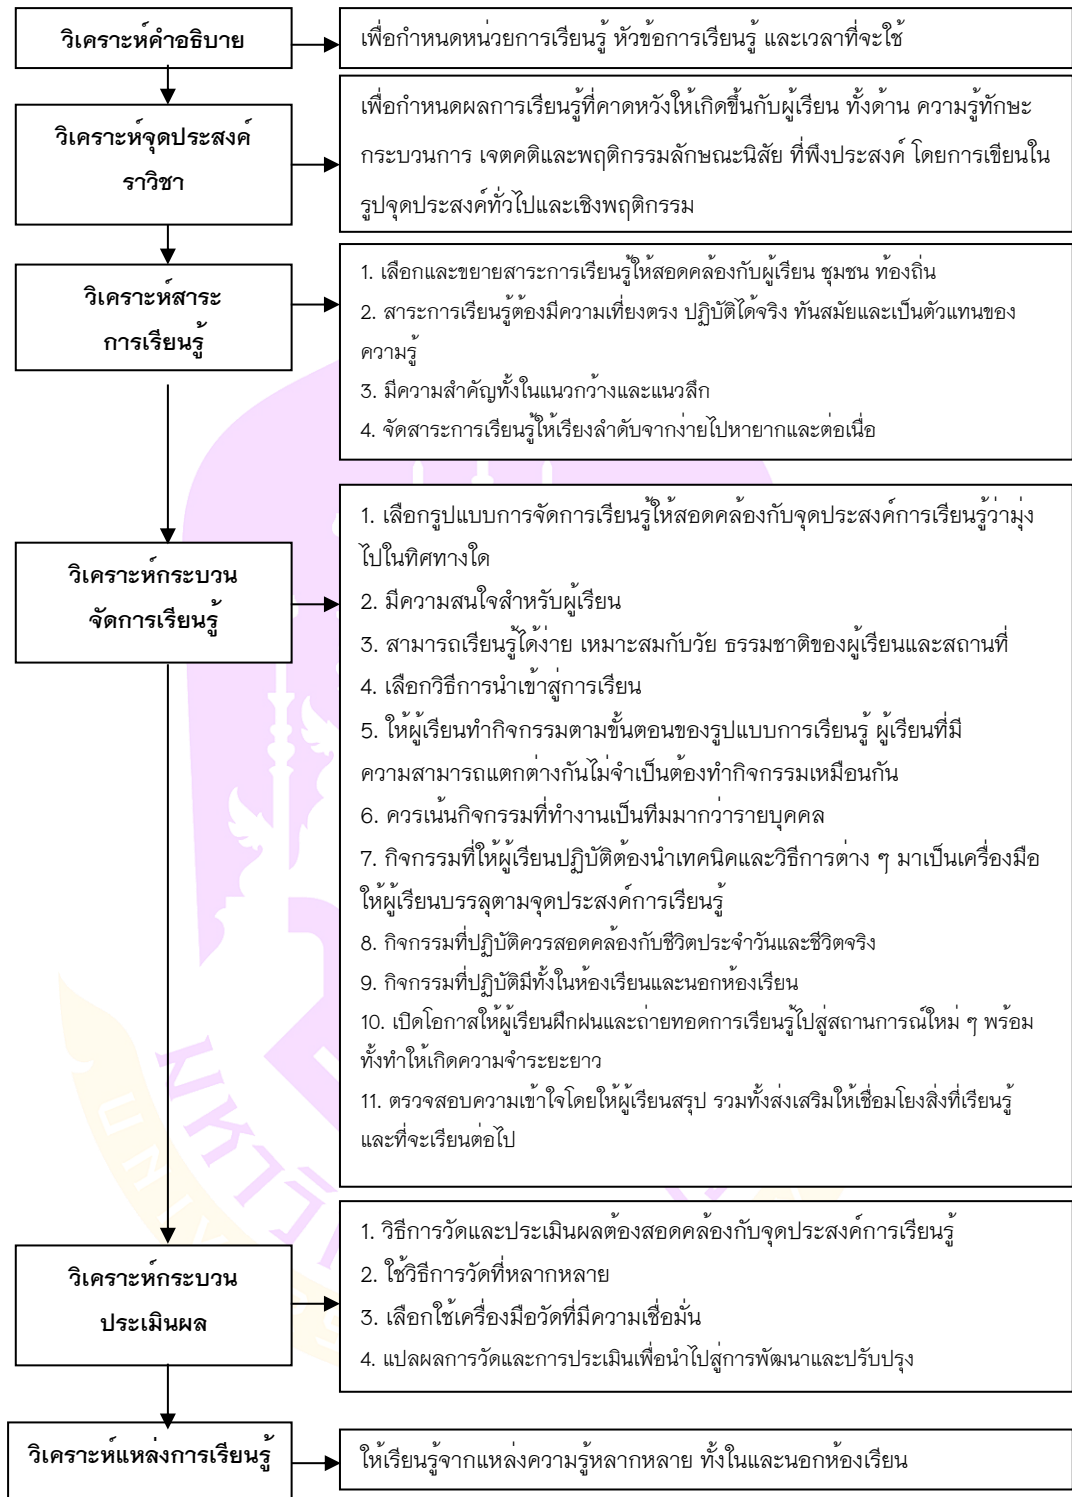 วิเคราะห์คำอธิบาย
เพื่อกำหนดหน่วยการเรียนรู้ หัวข้อการเรียนรู้ และเวลาที่จะใช้
วิเคราะห์จุดประสงค์
ราวิชา
เพื่อกำหนดผลการเรียนรู้ที่คาดหวังให้เกิดขึ้นกับผู้เรียน ทั้งด้าน ความรู้ทักษะ
กระบวนการ เจตคติและพฤติกรรมลักษณะนิสัย ที่พึงประสงค์ โดยการเขียนใน
รูปจุดประสงค์ทั่วไปและเชิงพฤติกรรม
วิเคราะห์สาระ
การเรียนรู้
1. เลือกและขยายสาระการเรียนรู้ให้สอดคล้องกับผู้เรียน ชุมชน ท้องถิ่น
2. สาระการเรียนรู้ต้องมีความเที่ยงตรง ปฏิบัติได้จริง ทันสมัยและเป็นตัวแทนของ
ความรู้
3. มีความสำคัญทั้งในแนวกว้างและแนวลึก
4. จัดสาระการเรียนรู้ให้เรียงลำดับจากง่ายไปหายากและต่อเนื่อ
วิเคราะห์กระบวน
จัดการเรียนรู้
1. เลือกรูปแบบการจัดการเรียนรู้ให้สอดคล้องกับจุดประสงค์การเรียนรู้ว่ามุ่ง
ไปในทิศทางใด
2. มีความสนใจสำหรับผู้เรียน
3. สามารถเรียนรู้ได้ง่าย เหมาะสมกับวัย ธรรมชาติของผู้เรียนและสถานที่
4. เลือกวิธีการนำเข้าสู่การเรียน
5. ให้ผู้เรียนทำกิจกรรมตามขั้นตอนของรูปแบบการเรียนรู้ ผู้เรียนที่มี
ความสามารถแตกต่างกันไม่จำเป็นต้องทำกิจกรรมเหมือนกัน
6. ควรเน้นกิจกรรมที่ทำงานเป็นทีมมากกว่ารายบุคคล
7. กิจกรรมที่ให้ผู้เรียนปฏิบัติต้องนำเทคนิคและวิธีการต่าง ๆ มาเป็นเครื่องมือ
ให้ผู้เรียนบรรลุตามจุดประสงค์การเรียนรู้
8. กิจกรรมที่ปฏิบัติควรสอดคล้องกับชีวิตประจำวันและชีวิตจริง
9. กิจกรรมที่ปฏิบัติมีทั้งในห้องเรียนและนอกห้องเรียน
10. เปิดโอกาสให้ผู้เรียนฝึกฝนและถ่ายทอดการเรียนรู้ไปสู่สถานการณ์ใหม่ ๆ พร้อม
ทั้งทำให้เกิดความจำระยะยาว
11. ตรวจสอบความเข้าใจโดยให้ผู้เรียนสรุป รวมทั้งส่งเสริมให้เชื่อมโยงสิ่งที่เรียนรู้
และที่จะเรียนต่อไป
วิเคราะห์กระบวน
ประเมินผล
1. วิธีการวัดและประเมินผลต้องสอดคล้องกับจุดประสงค์การเรียนรู้
2. ใช้วิธีการวัดที่หลากหลาย
3. เลือกใช้เครื่องมือวัดที่มีความเชื่อมั่น
4. แปลผลการวัดและการประเมินเพื่อนำไปสู่การพัฒนาและปรับปรุง
วิเคราะห์แหล่งการเรียนรู้
ให้เรียนรู้จากแหล่งความรู้หลากหลาย ทั้งในและนอกห้องเรียน